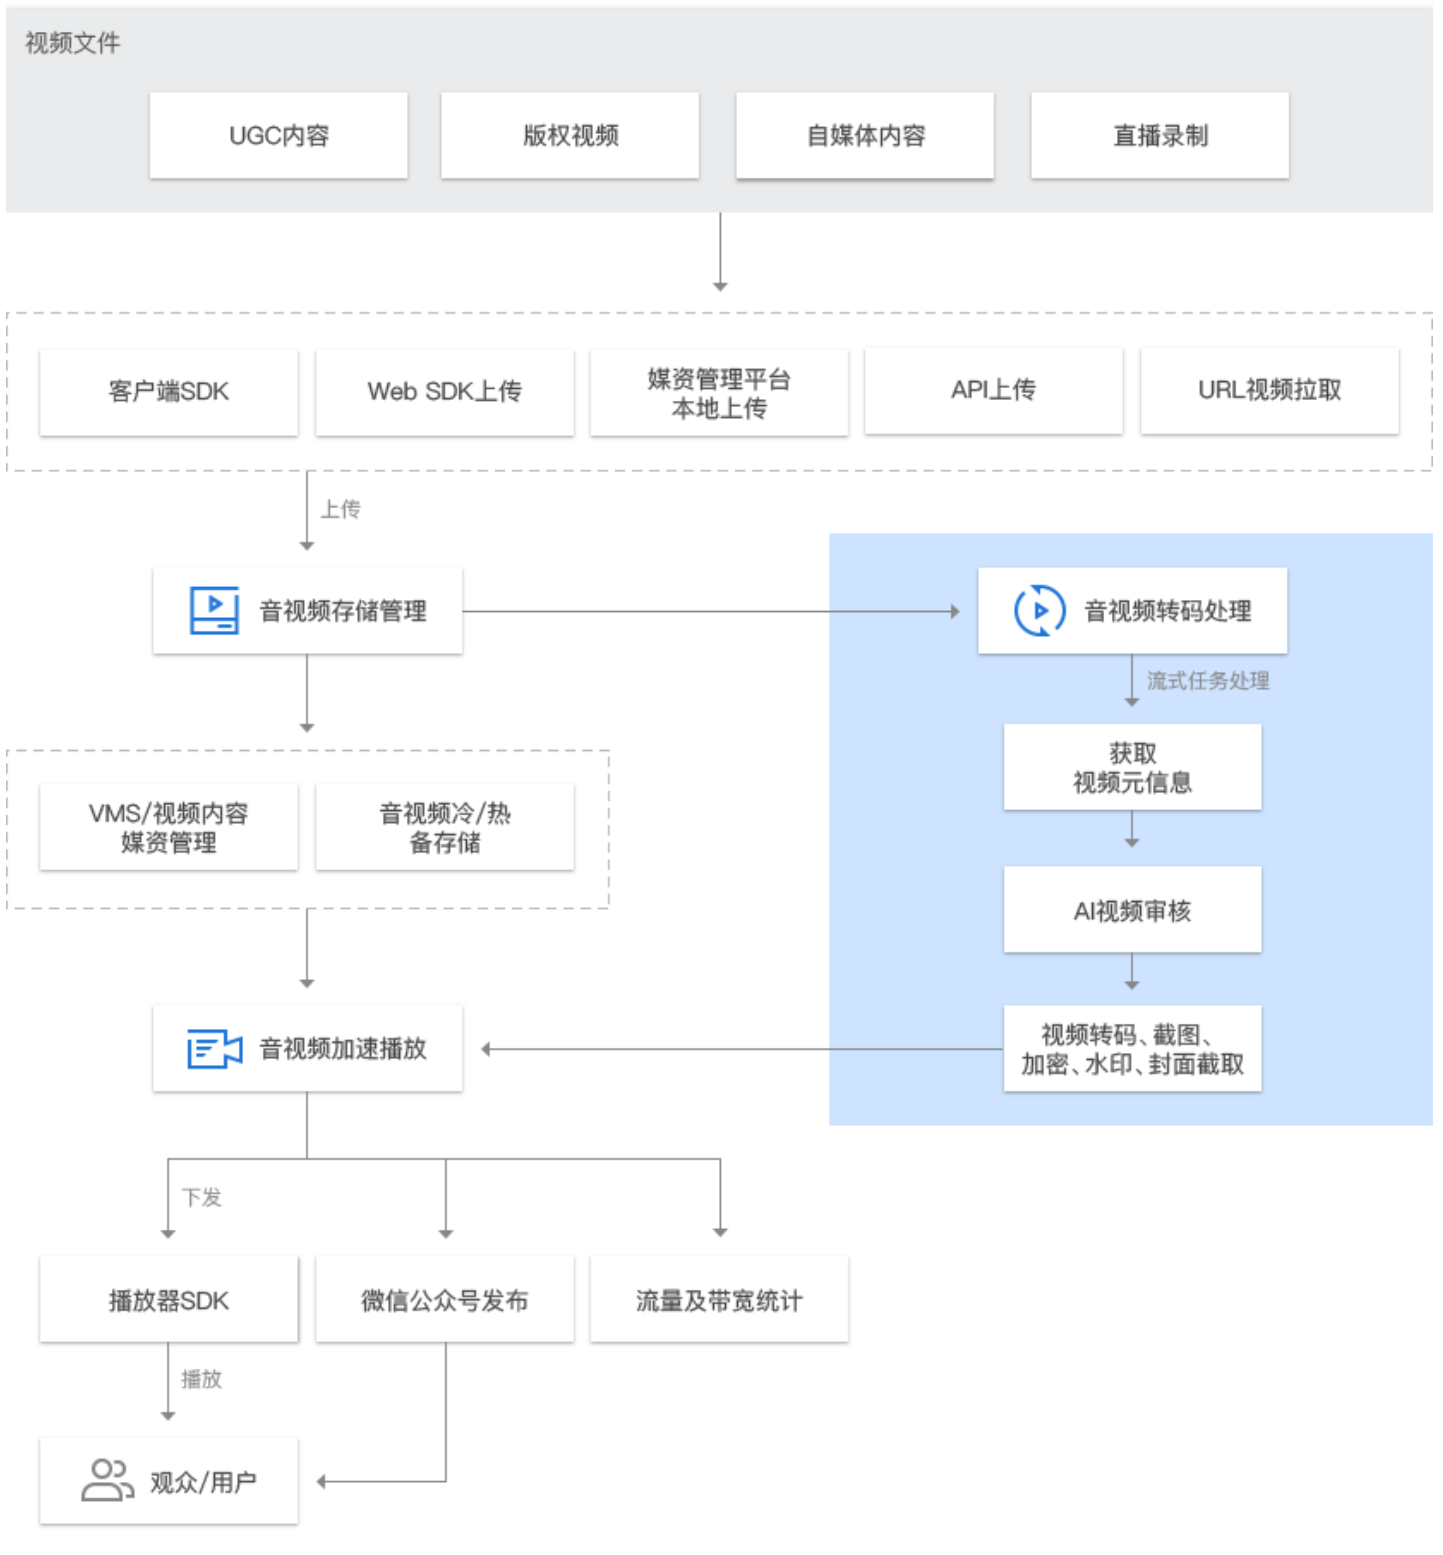 视频文件
UGC内容
版权视频
自媒体内容
直播录制
客户端SDK
Web SDK上传
媒资管理平台
本地上传
API上传
URL视频拉取
上传
音视频存储管理
音视频转码处理
流式任务处理
获取
视频元信息
VMS/视频内容
媒资管理
音视频冷/热
备存储
AI视频审核
音视频加速播放
视频转码、截图、
加密、水印、封面截取
下发
播放器SDK
微信公众号发布
流量及带宽统计
播放
观众/用户